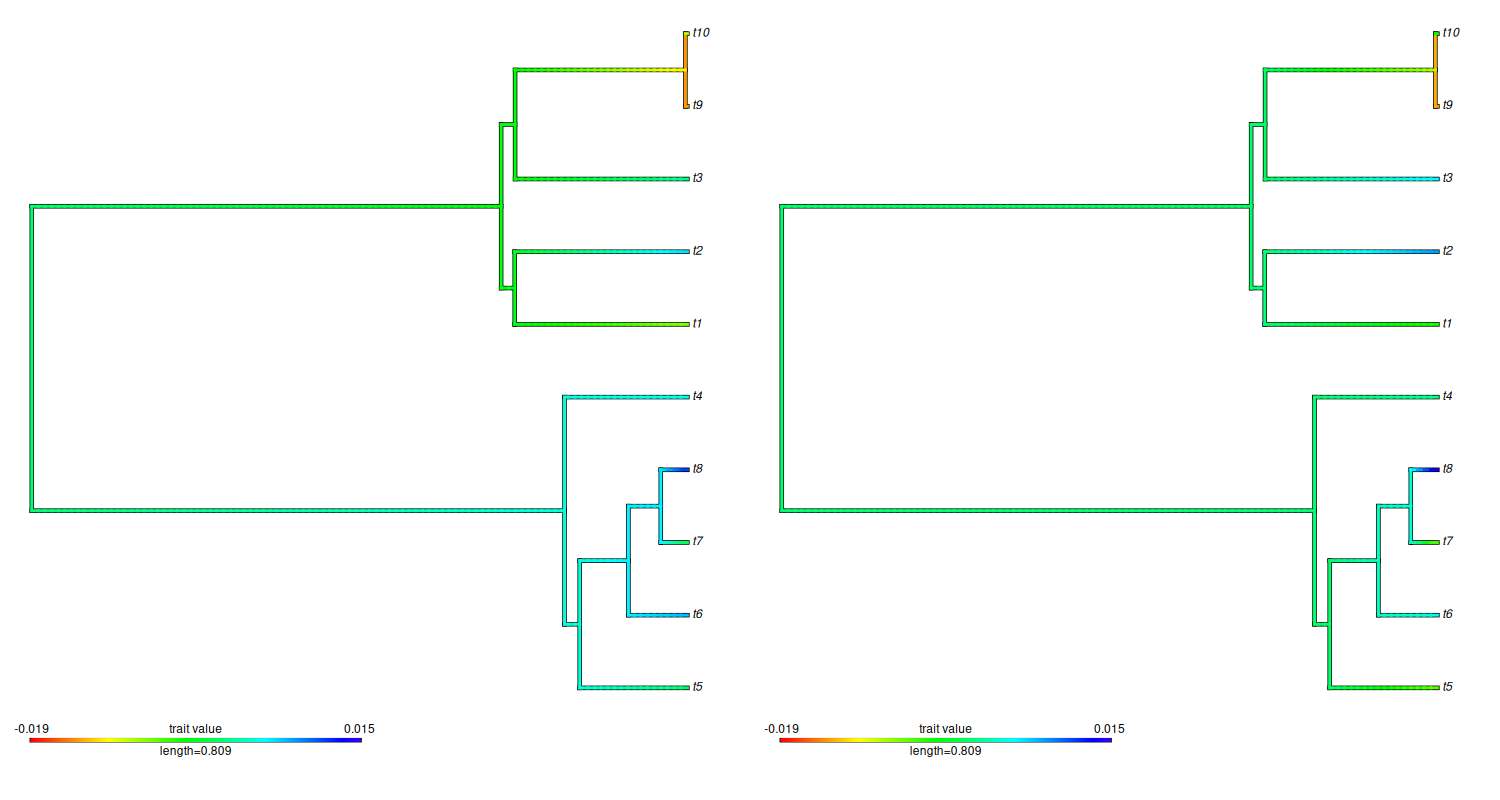 t10
t9
t3
t2
t1
t4
t8
t7
t6
t5
-0.019 trait value 0.015
length=0.809
t10
t9
t3
t2
t1
t4
t8
t7
t6
t5
-0.019 trait value 0.015
length=0.809